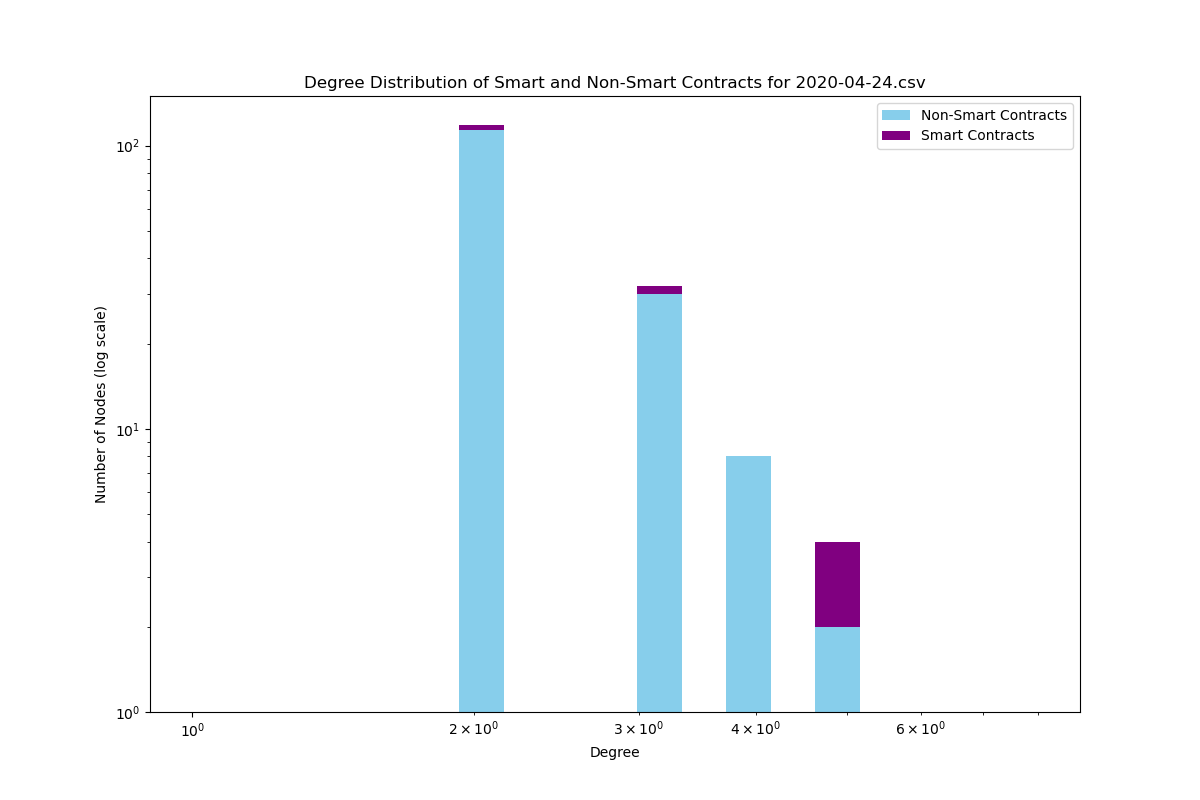 Degree Distribution of Smart and Non-Smart Contracts for 2020-04-24.csv
Non-Smart Contracts
Smart Contracts
Number of Nodes (log scale)
10²
10¹
10⁰
10⁰
2 × 10⁰
3 × 10⁰
4 × 10⁰
6 × 10⁰
Degree